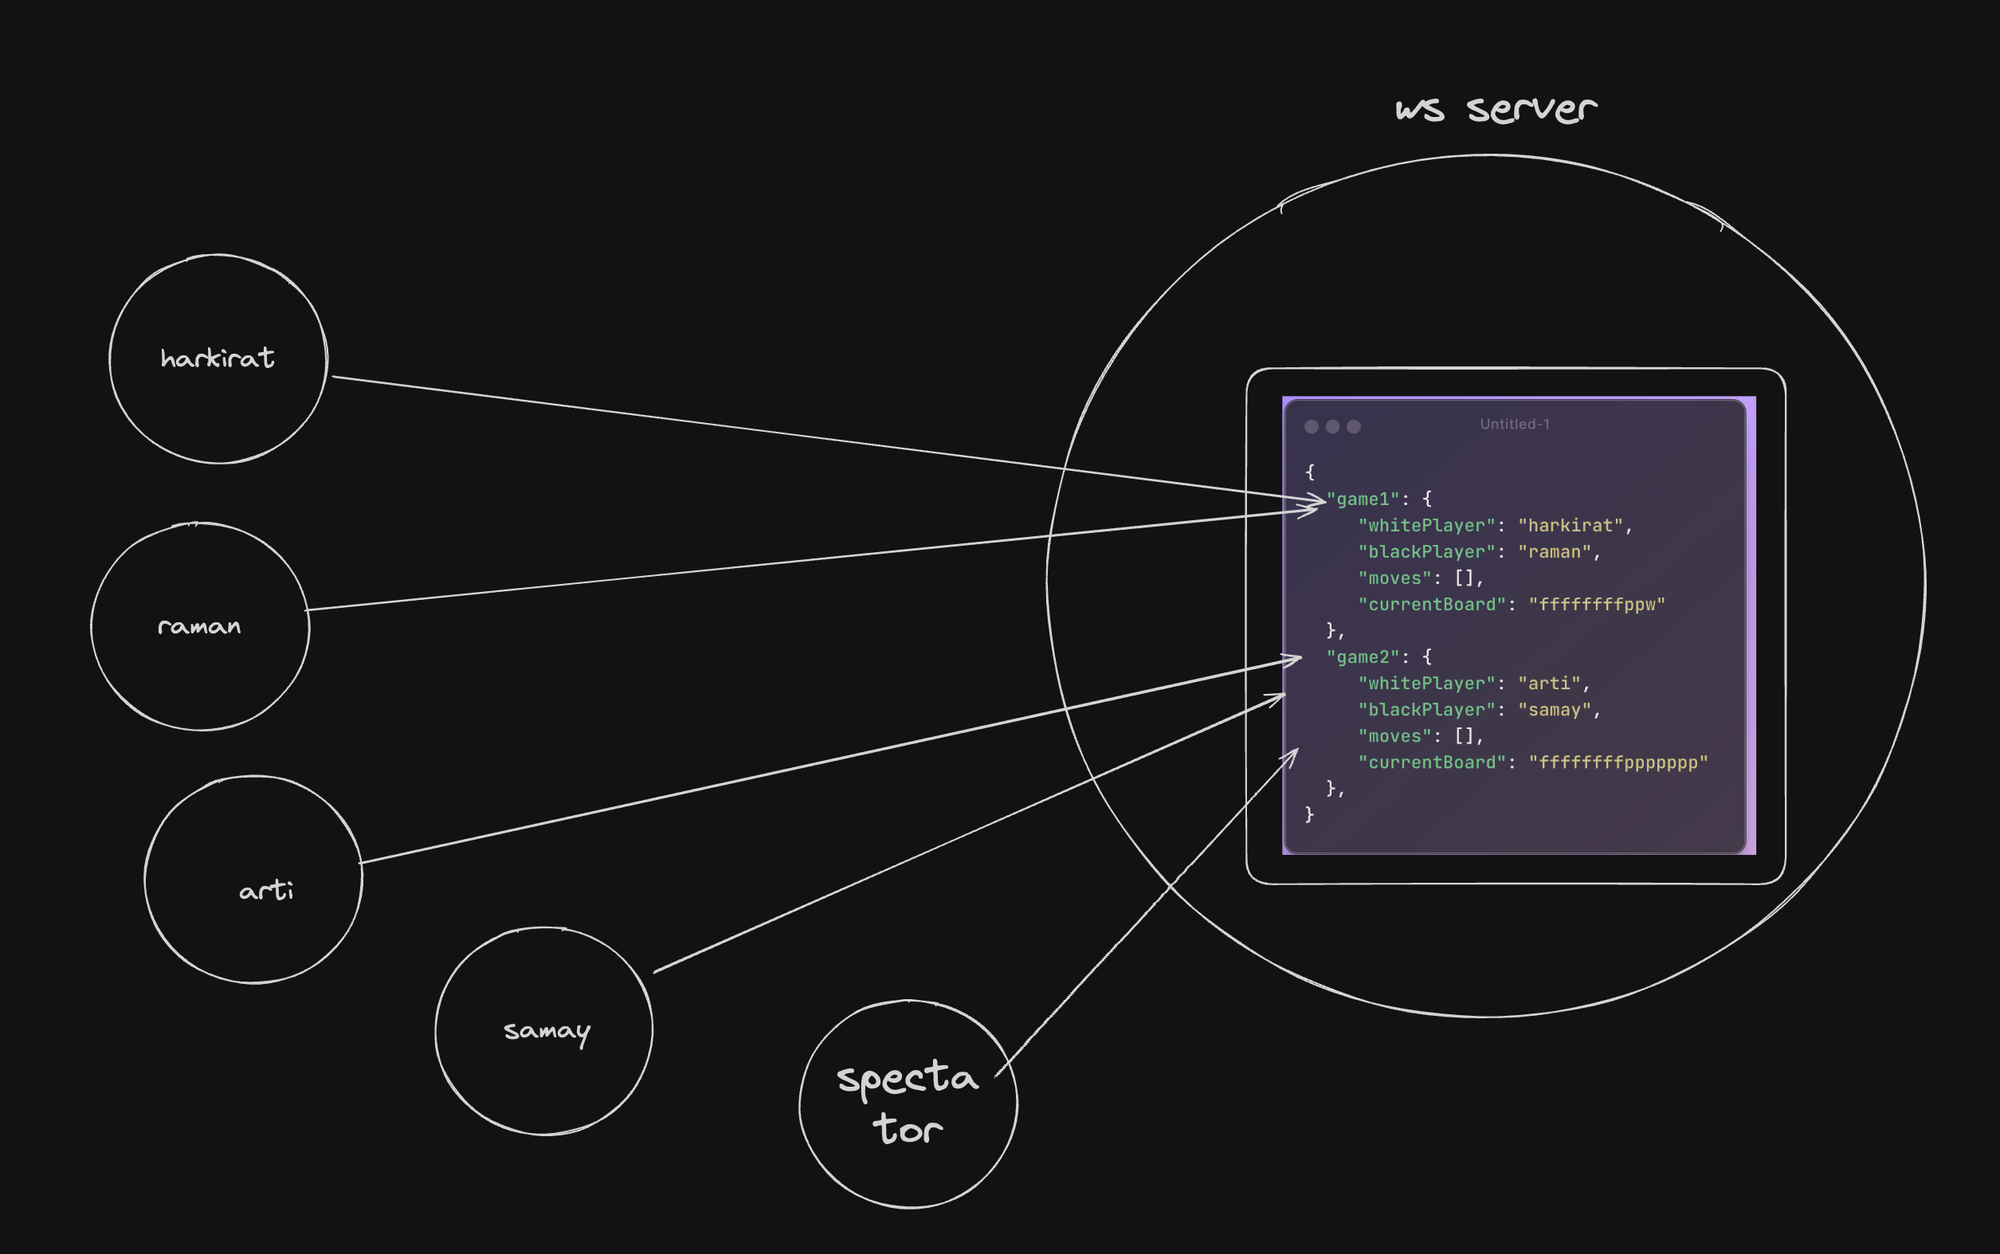 ws server
harkirat
raman
arti
samay
specta
tor
Untitled-1
{
"game1": {
"whitePlayer": "harkirat",
"blackPlayer": "raman",
"moves": [],
"currentBoard": "ffffffffppw"
},
"game2": {
"whitePlayer": "arti",
"blackPlayer": "samay",
"moves": [],
"currentBoard": "ffffffffppppppp"
},
}